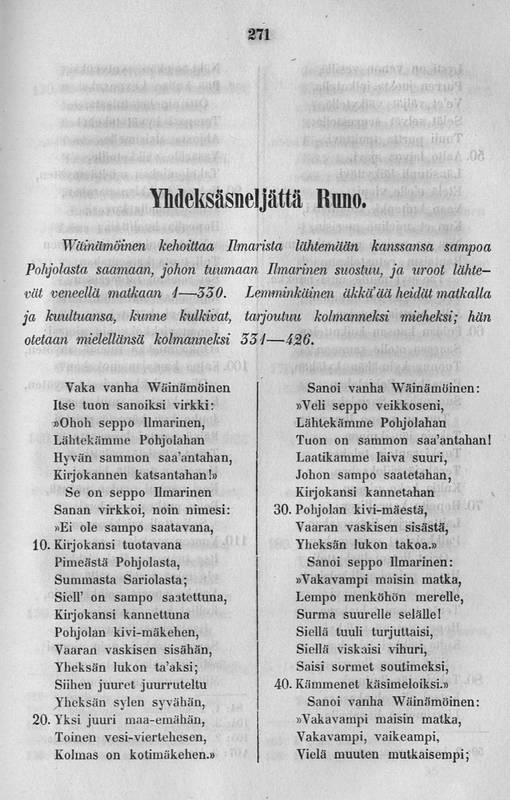 271
Yhdeksäsneljättä Runo.
Wäinämöinen kehoittaa Ilmarista lähtemään kanssansa sampoa
Pohjolasta saamaan, johon tuumaan Ilmarinen suostuu, ja uroot lähte—
vät veneellä matkaan 1—330. Lemminkäinen äkkä'ää heidät matkalla
ja kuultuansa, kunne kulkivat, tarjoutuu kolmanneksi mieheksi; hän
otetaan mielellänsä kolmanneksi 331—426.
Vaka vanha Wäinämöinen
Itse tuon sanoiksi virkki:
»Ohoh seppo Ilmarinen,
Lähtekämme Pohjolahan
Hyvän sammon saa'antahan,
Kirjokannen katsantahan!»
Se on seppo Ilmarinen
Sanan virkkoi, noin nimesi:
»Ei ole sampo saatavana,
10. Kirjokansi tuotavana
Pimeästä Pohjolasta,
Summasta Sariolasta;
Siell' on sampo saatettuna,
Kirjokansi kannettuna
Pohjolan kivi-mäkehen,
Vaaran vaskisen sisähän,
Yheksän lukon ta'aksi;
Siihen juuret juurruteltu
Yheksän sylen syvähän,
20. Yksi juuri maa-emähän,
Toinen vesi-viertehesen,
Kolmas on kotimäkehen.»
Sanoi vanha Wäinämöinen:
»Veli seppo veikkoseni,
Lähtekämme Pohjolahan
Tuon on sammon saa'antahan!
Laatikamme laiva suuri,
Johon sampo saatetahan,
Kirjokansi kannetahan
30. Pohjolan kivi-mäestä,
Vaaran vaskisen sisästä,
Yheksän lukon takoa.»
Sanoi seppo Ilmarinen:
»Vakavampi maisin matka,
Lempo menköhön merelle,
Surma suurelle selälle!
Siellä tuuli turjuttaisi,
Siellä viskaisi vihuri,
Saisi sormet soutimeksi,
40. Kämmenet käsimeloiksi.»
Sanoi vanha Wäinämöinen:
»Vakavampi maisin matka,
Vakavampi, vaikeampi,
Vielä muuten mutkaisempi;